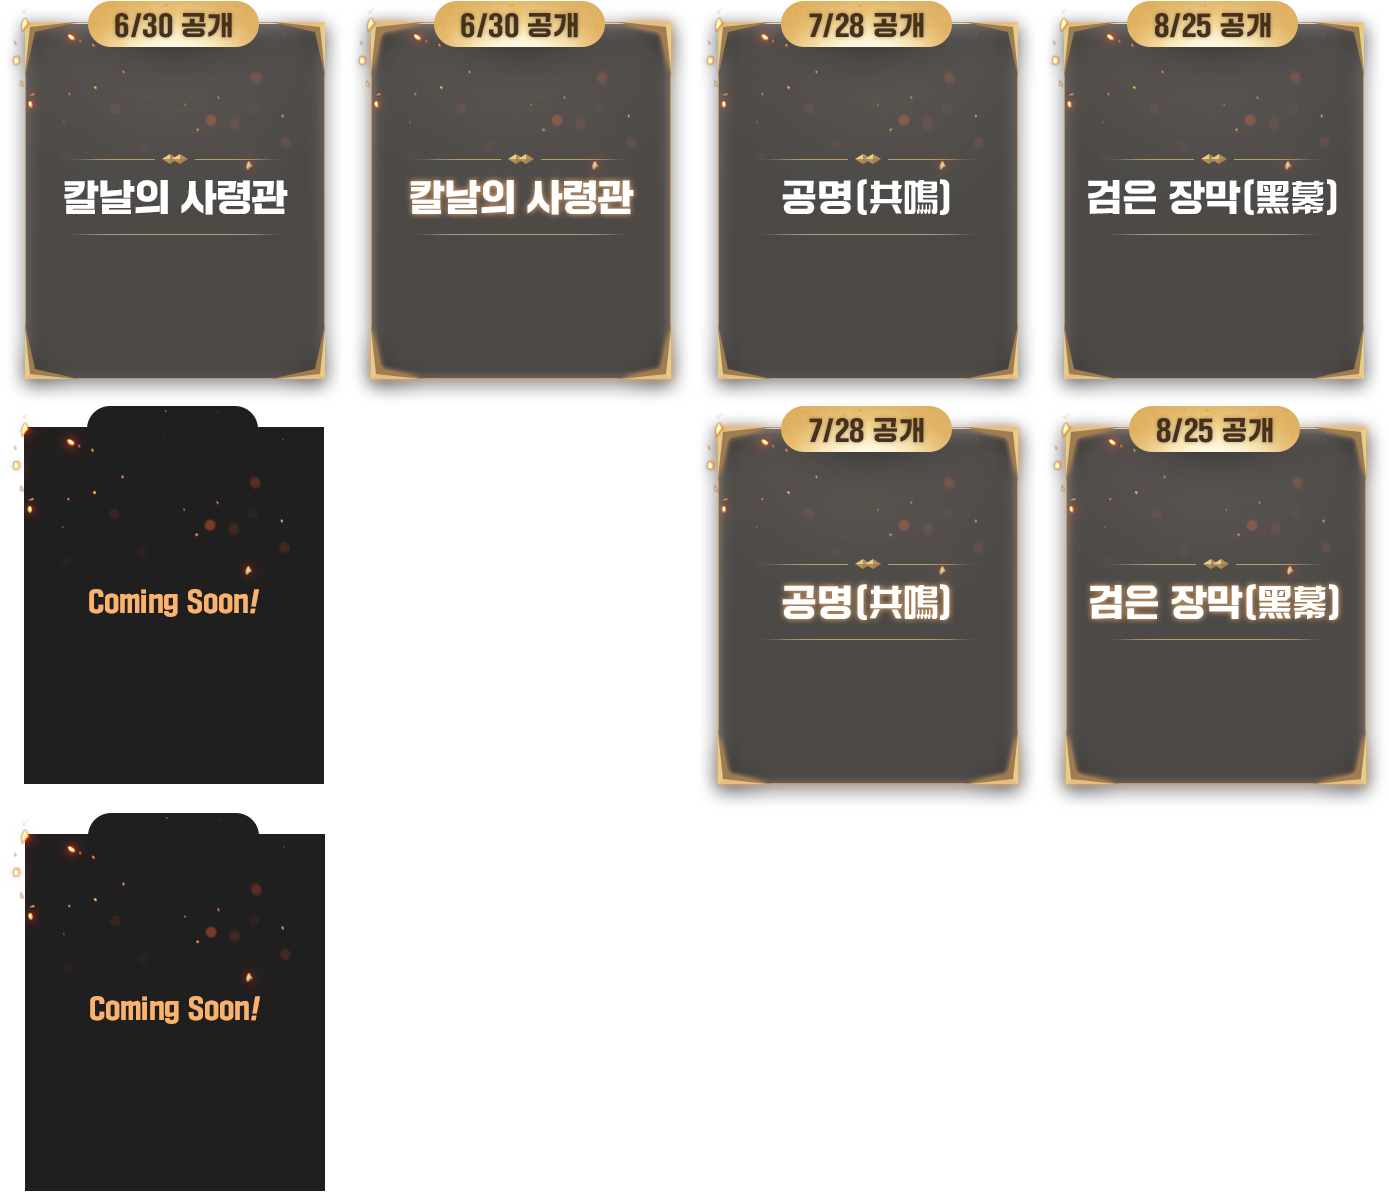 6/30 공개
칼날의 사령관
6/30 공개
칼날의 사령관
7/28 공개
공명(共鳴)
8/25 공개
검은 장막(黑幕)
Coming Soon!
7/28 공개
공명(共鳴)
8/25 공개
검은 장막(黑幕)
Coming Soon!